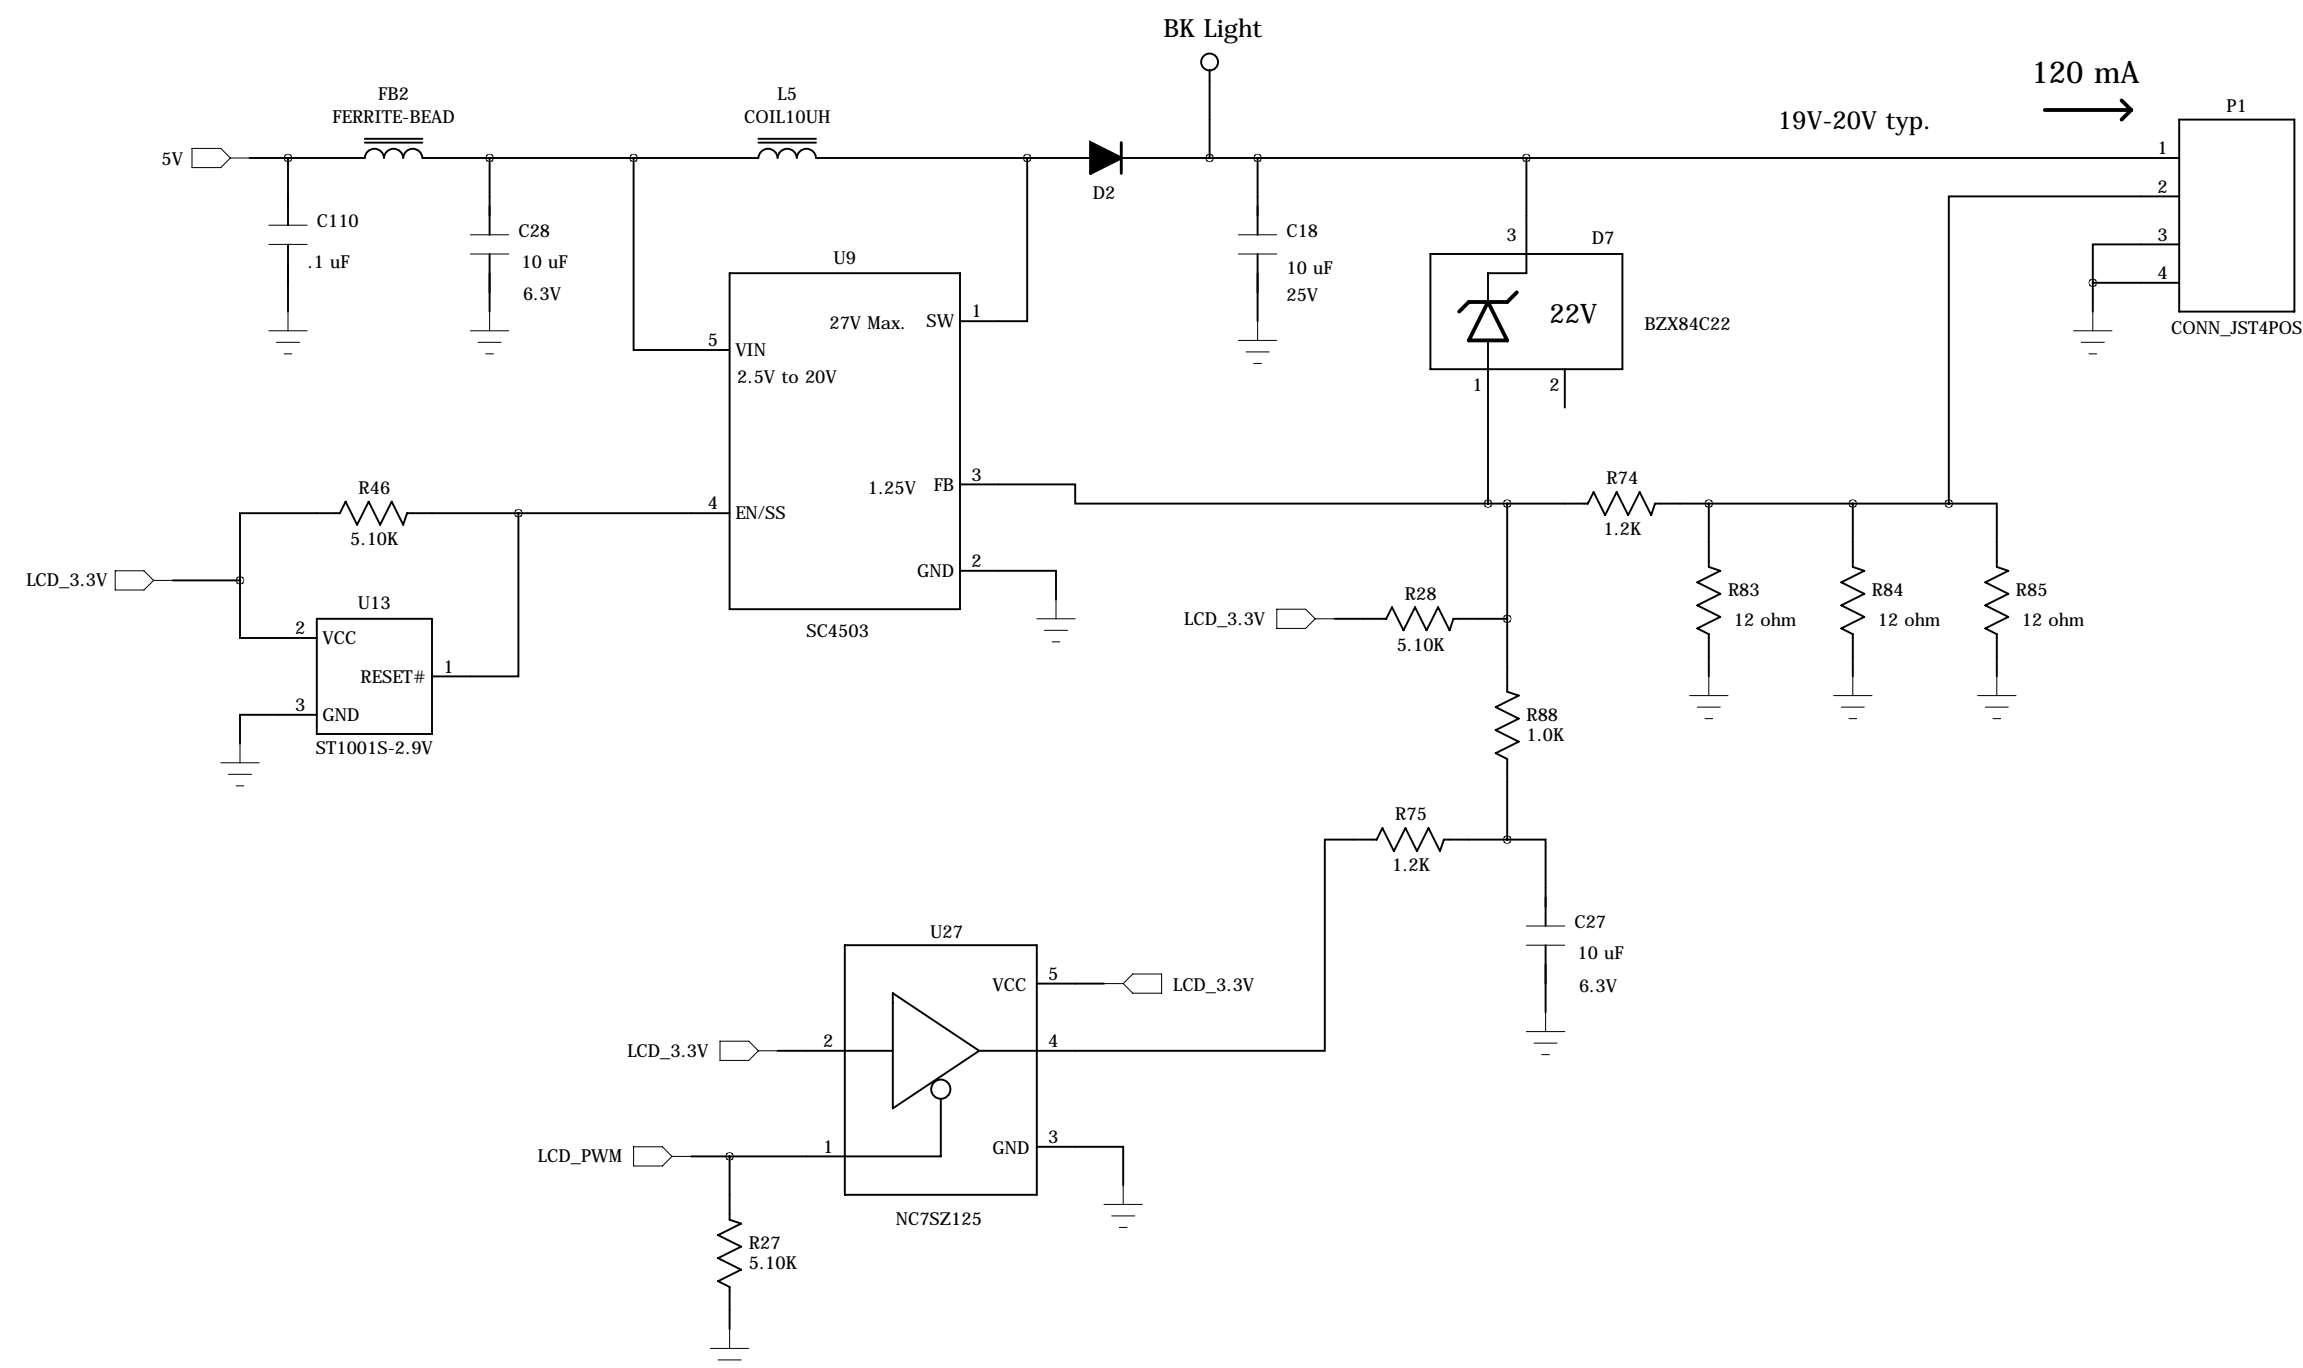 BK Light
120 mA
19V-20V typ.
FB2
FERRITE-BEAD
L5
COIL10UH
P1
5V
D2
1
2
3
4
CONN_JST4POS
C110
.1 uF
C28
10 uF
6.3V
C18
10 uF
25V
U9
27V Max.
SW
1
5
VIN
2.5V to 20V
3
D7
22V
BZX84C22
1
2
1.25V
FB
3
4
EN/SS
GND
2
SC4503
R46
5.10K
LCD_3.3V
U13
2
VCC
RESET#
1
3
GND
ST1001S-2.9V
R74
1.2K
LCD_3.3V
R28
5.10K
R83
12 ohm
R84
12 ohm
R85
12 ohm
R88
1.0K
R75
1.2K
C27
10 uF
6.3V
U27
VCC
5
LCD_3.3V
LCD_3.3V
2
4
LCD_PWM
1
GND
3
NC7SZ125
R27
5.10K